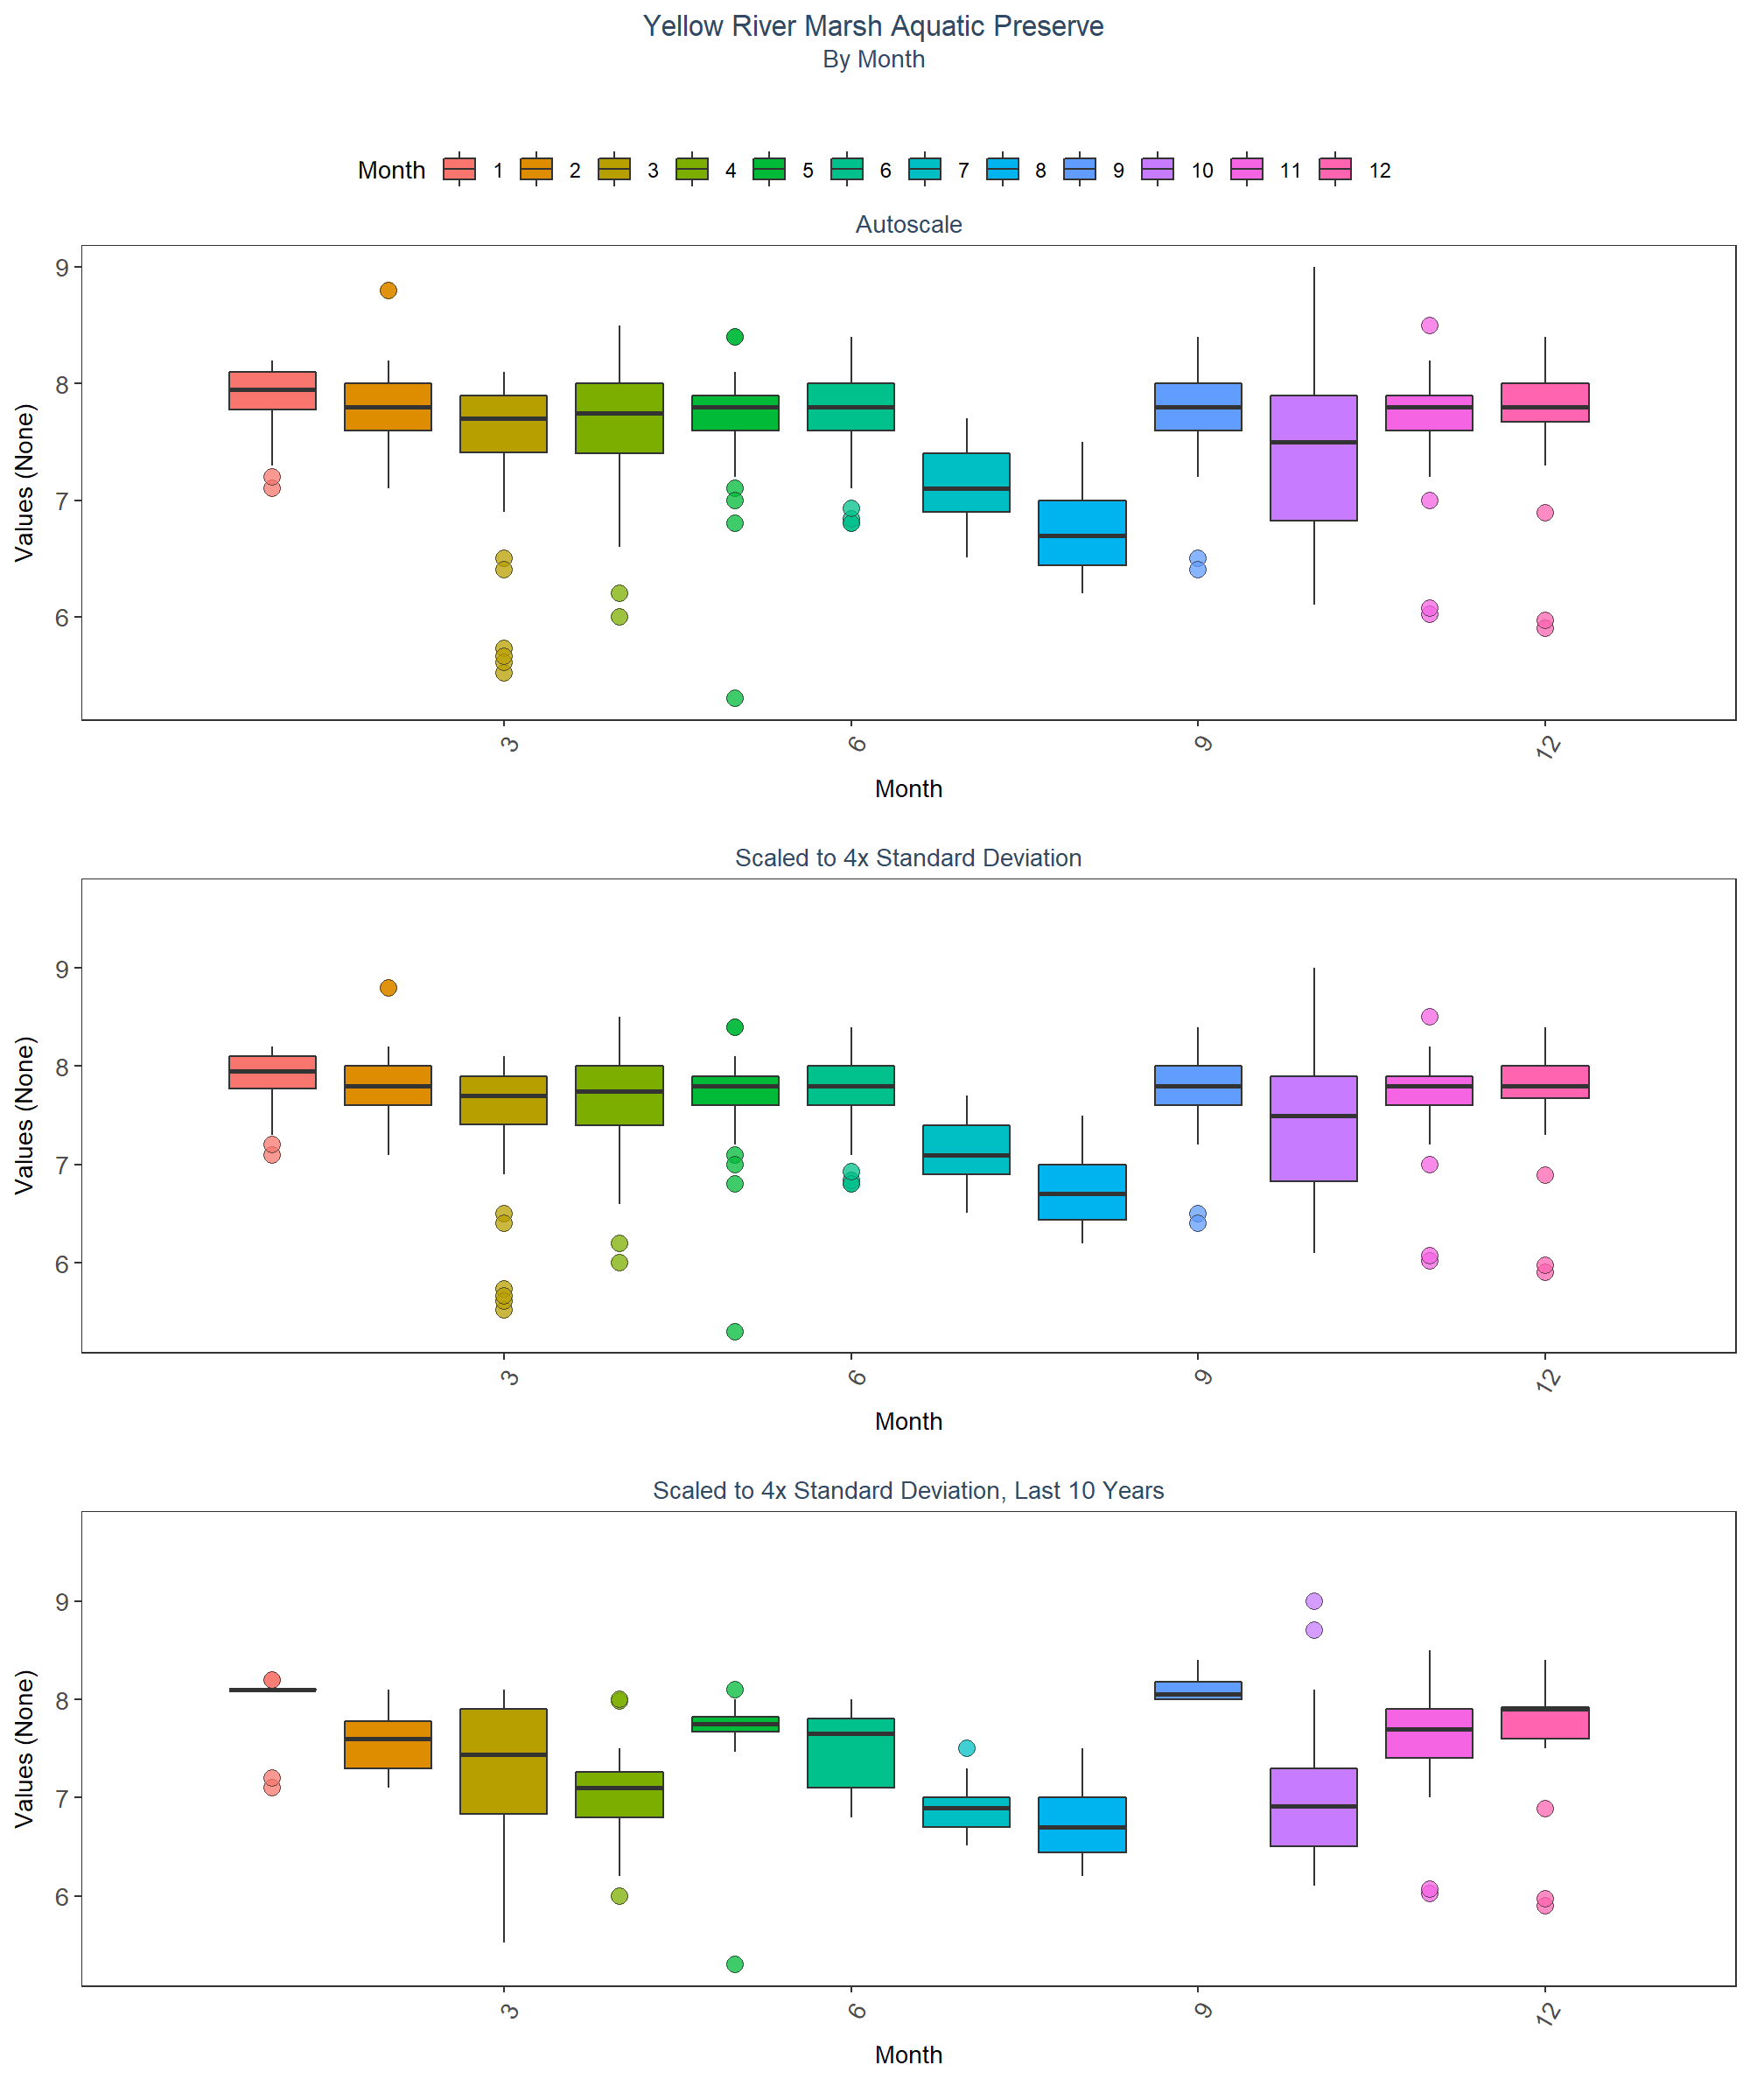 Yellow River Marsh Aquatic Preserve
By Month
Month 1 2 3 4 5 6 7 8 9 10 11 12
Autoscale
Values (None)
9
8
7
6
3 6 9 12
Month
Scaled to 4x Standard Deviation
Values (None)
9
8
7
6
3 6 9 12
Month
Scaled to 4x Standard Deviation, Last 10 Years
Values (None)
9
8
7
6
3 6 9 12
Month